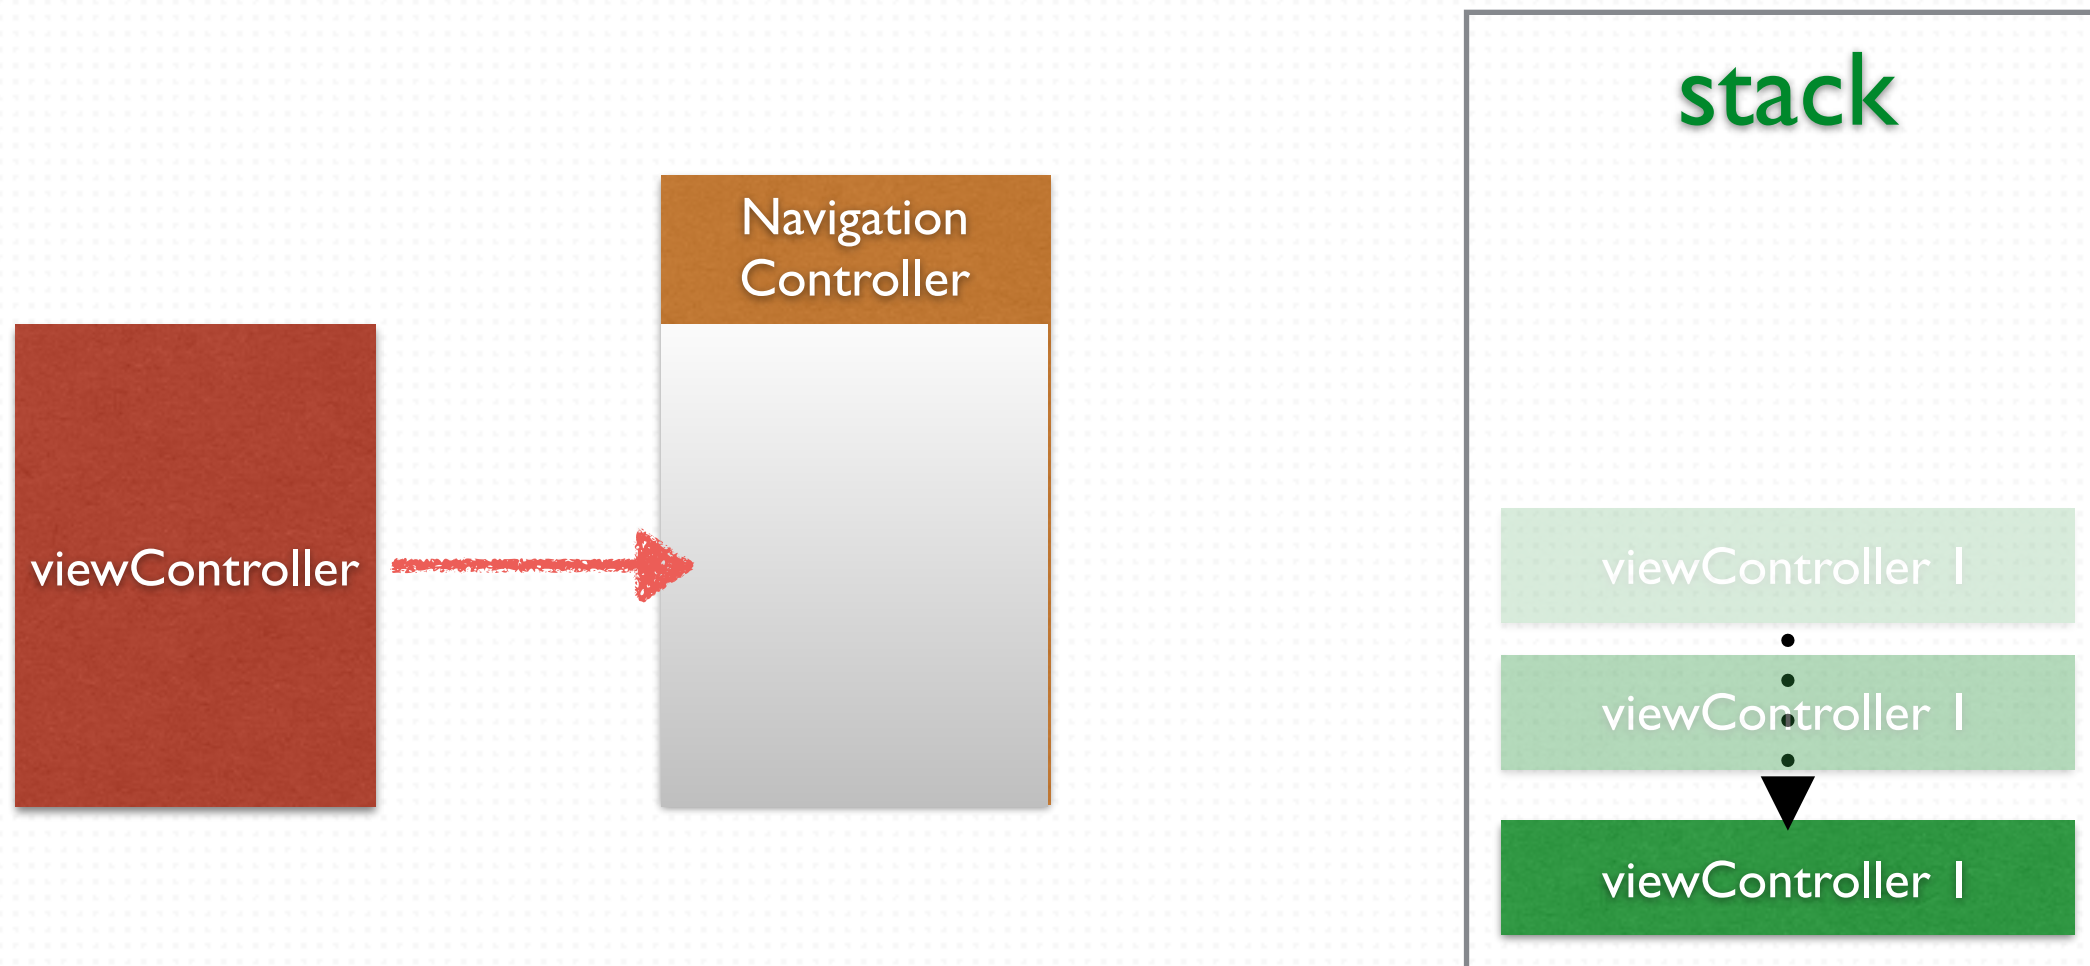 stack
Navigation
Controller
viewController
viewController 1
viewController 1
viewController 1